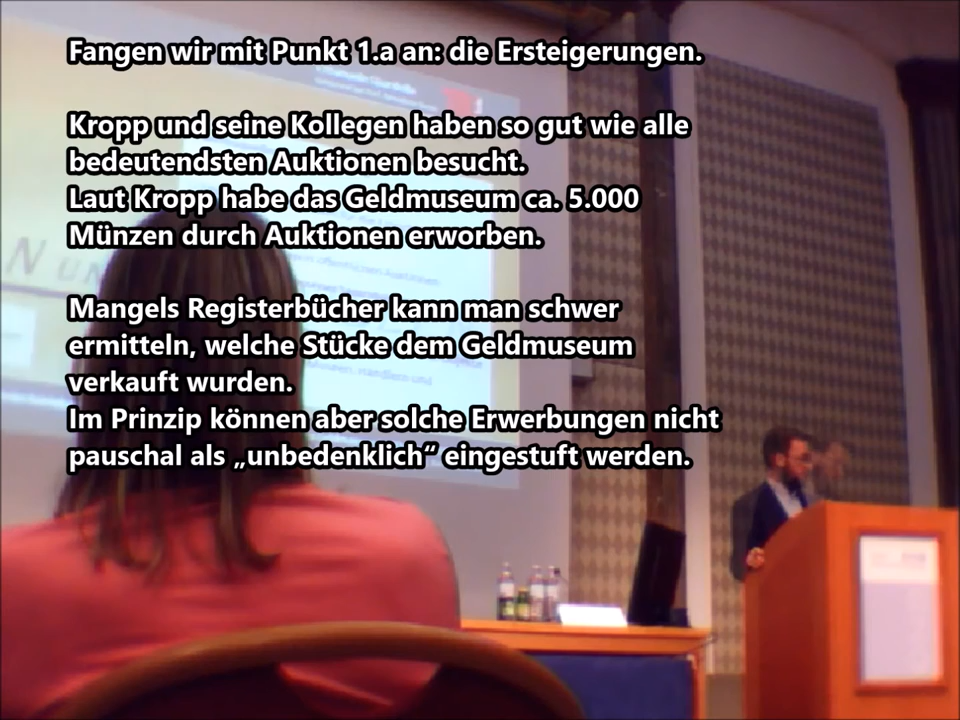 Fangen wir mit Punkt 1.a an: die Ersteigerungen.
Kropp und seine Kollegen haben so gut wie alle
bedeutendsten Auktionen besucht.
Laut Kropp habe das Geldmuseum ca. 5.000
Münzen durch Auktionen erworben.
Mangels Registerbücher kann man schwer
ermitteln, welche Stücke dem Geldmuseum
verkauft wurden.
Im Prinzip können aber solche Erwerbungen nicht
pauschal als „unbedenklich“ eingestuft werden.